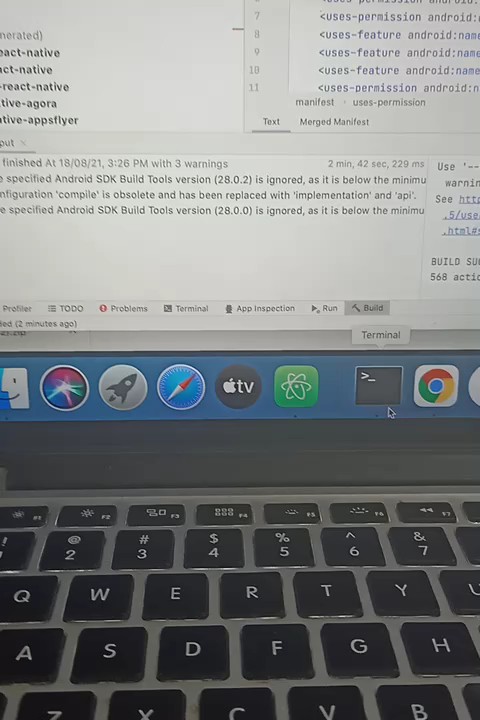 7 <uses-permission android:
nerated)
8 <uses-permission android:n
eact-native
9 <uses-feature android:name
act-native
10 <uses-feature android:name
-react-native
11 <uses-permission android:n
tive-agora
manifest › uses-permission
tive-appsflyer
Text Merged Manifest
put ×
finished At 18/08/21, 3:26 PM with 3 warnings 2 min, 42 sec, 229 ms
e specified Android SDK Build Tools version (28.0.2) is ignored, as it is below the minimu
nfiguration 'compile' is obsolete and has been replaced with 'implementation' and 'api'.
e specified Android SDK Build Tools version (28.0.0) is ignored, as it is below the minimu
Use '--
warnin
See http
.5/use
.html#s
BUILD SU
568 actio
Profiler TODO Problems Terminal App Inspection Run Build
ed (2 minutes ago)
Terminal
tv >_
F1 F2 F3 F4 F5 F6 F7
@ # $ % ^ &
2 3 4 5 6 7
Q W E R T Y
A S D F G H
Z X C V B